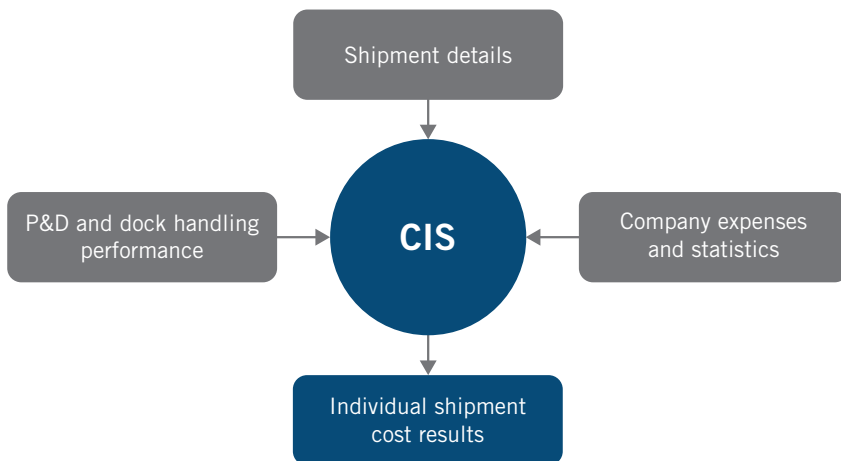 Shipment details
P&D and dock handling
performance
CIS
Company expenses
and statistics
Individual shipment
cost results